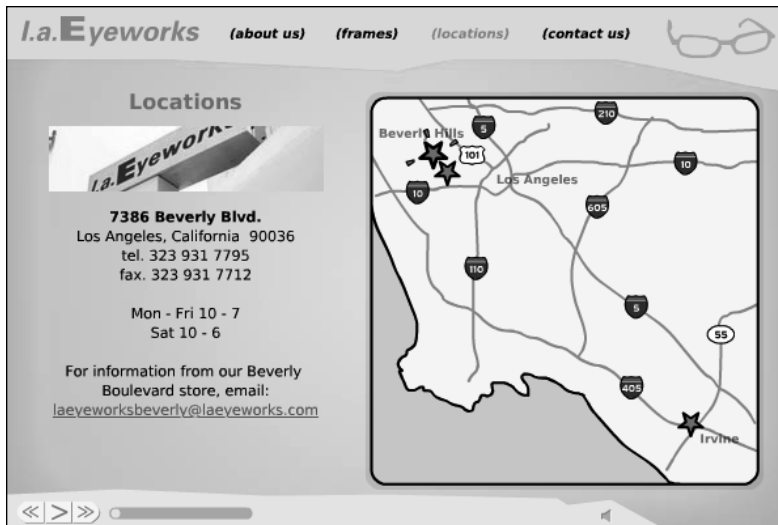 l.a.Eyeworks
(about us) (frames) (locations) (contact us)
Locations
l.a.Eyeworks
7386 Beverly Blvd.
Los Angeles, California 90036
tel. 323 931 7795
fax. 323 931 7712
Mon - Fri 10 - 7
Sat 10 - 6
For information from our Beverly
Boulevard store, email:
laeyeworksbeverly@laeyeworks.com
210
5
Beverly Hills
101
10
Los Angeles
10
605
110
5
55
405
Irvine